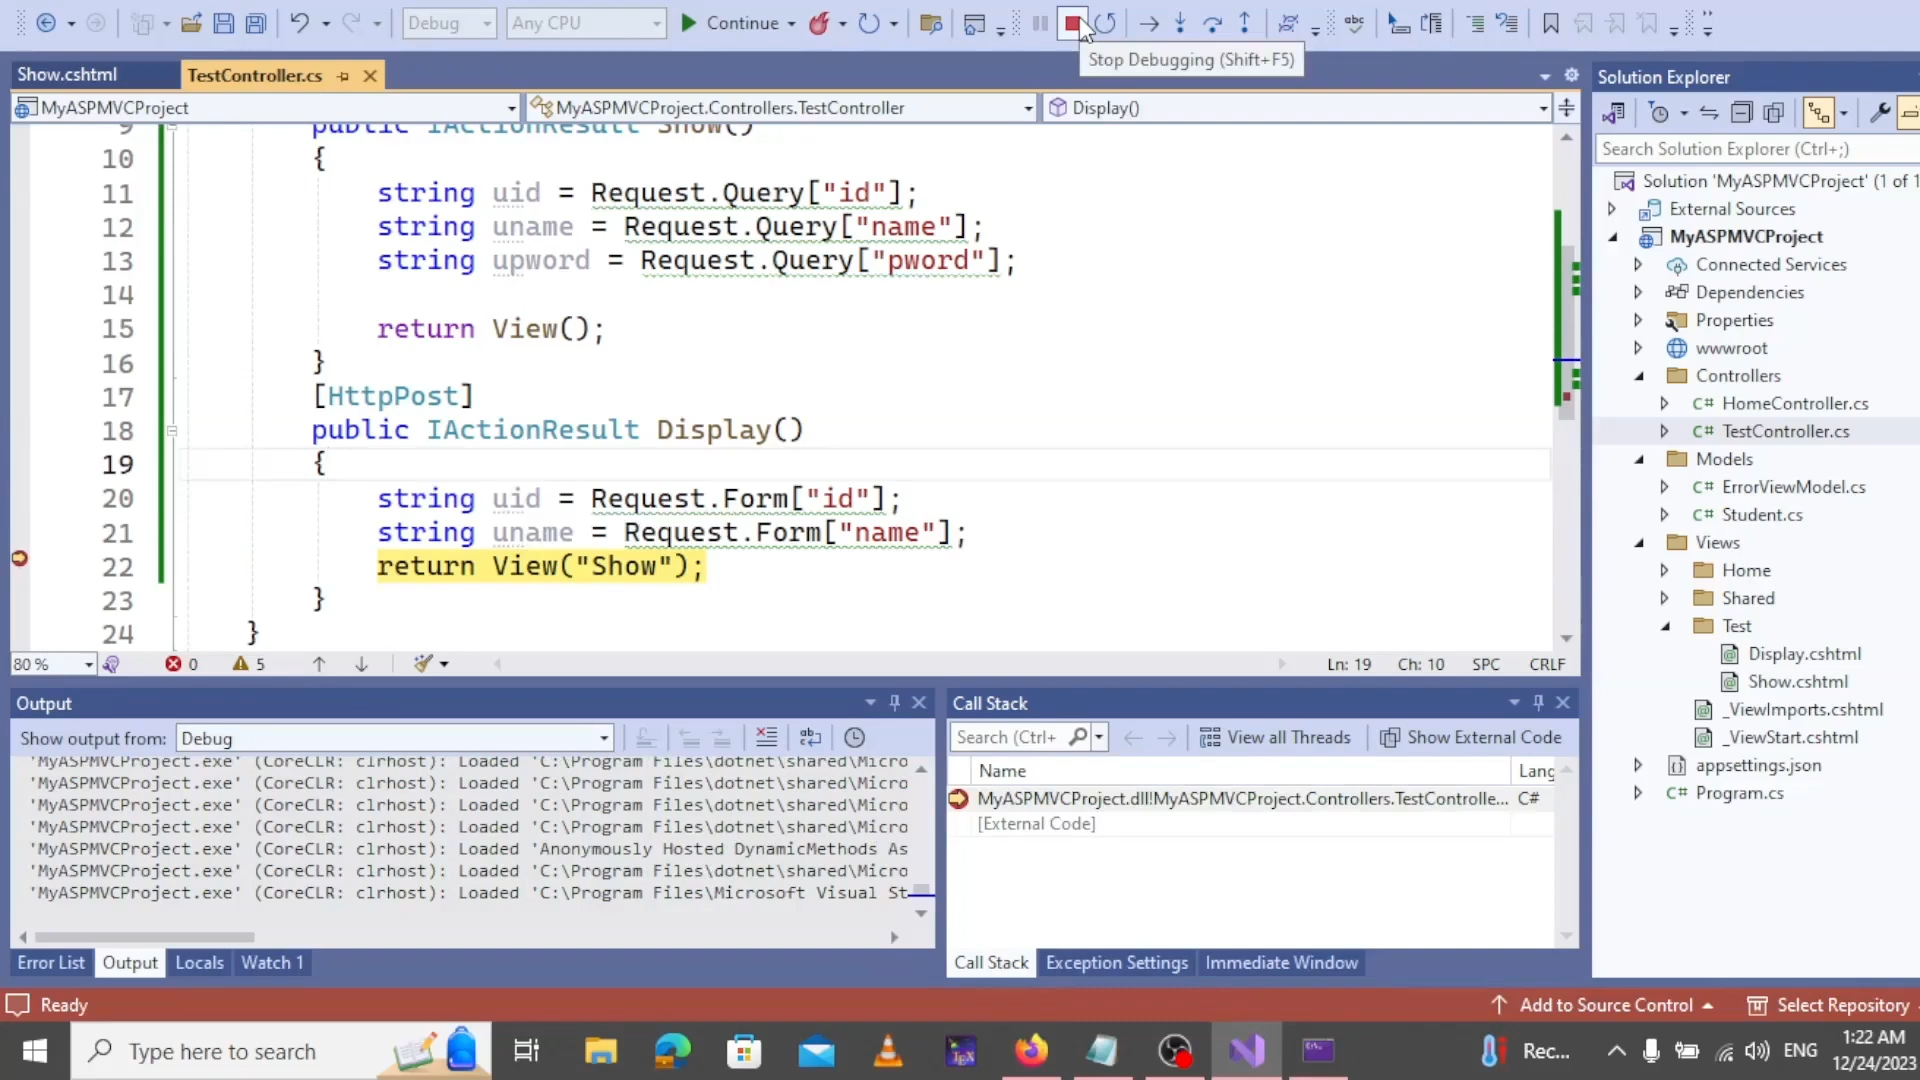 Debug
Any CPU
Continue
Stop Debugging (Shift+F5)
Show.cshtml
TestController.cs
MyASPMVCProject
MyASPMVCProject.Controllers.TestController
Display()
9 public IActionResult Show()
10 {
11 string uid = Request.Query["id"];
12 string uname = Request.Query["name"];
13 string upword = Request.Query["pword"];
14
15 return View();
16 }
17 [HttpPost]
18 public IActionResult Display()
19 {
20 string uid = Request.Form["id"];
21 string uname = Request.Form["name"];
22 return View("Show");
23 }
24 }
80 %
0
5
Ln: 19
Ch: 10
SPC
CRLF
Solution Explorer
Search Solution Explorer (Ctrl+;)
Solution 'MyASPMVCProject' (1 of 1
External Sources
MyASPMVCProject
Connected Services
Dependencies
Properties
wwwroot
Controllers
C# HomeController.cs
C# TestController.cs
Models
C# ErrorViewModel.cs
C# Student.cs
Views
Home
Shared
Test
Display.cshtml
Show.cshtml
_ViewImports.cshtml
_ViewStart.cshtml
appsettings.json
C# Program.cs
Output
Show output from: Debug
'MyASPMVCProject.exe' (CoreCLR: clrhost): Loaded 'C:\Program Files\dotnet\shared\Micro
'MyASPMVCProject.exe' (CoreCLR: clrhost): Loaded 'C:\Program Files\dotnet\shared\Micro
'MyASPMVCProject.exe' (CoreCLR: clrhost): Loaded 'C:\Program Files\dotnet\shared\Micro
'MyASPMVCProject.exe' (CoreCLR: clrhost): Loaded 'C:\Program Files\dotnet\shared\Micro
'MyASPMVCProject.exe' (CoreCLR: clrhost): Loaded 'Anonymously Hosted DynamicMethods As
'MyASPMVCProject.exe' (CoreCLR: clrhost): Loaded 'C:\Program Files\dotnet\shared\Micro
'MyASPMVCProject.exe' (CoreCLR: clrhost): Loaded 'C:\Program Files\Microsoft Visual St
Error List
Output
Locals
Watch 1
Call Stack
Search (Ctrl+
View all Threads
Show External Code
Name
Lang
MyASPMVCProject.dll!MyASPMVCProject.Controllers.TestControlle... C#
[External Code]
Call Stack
Exception Settings
Immediate Window
Ready
Add to Source Control
Select Repository
Type here to search
Rec...
ENG
1:22 AM
12/24/2023